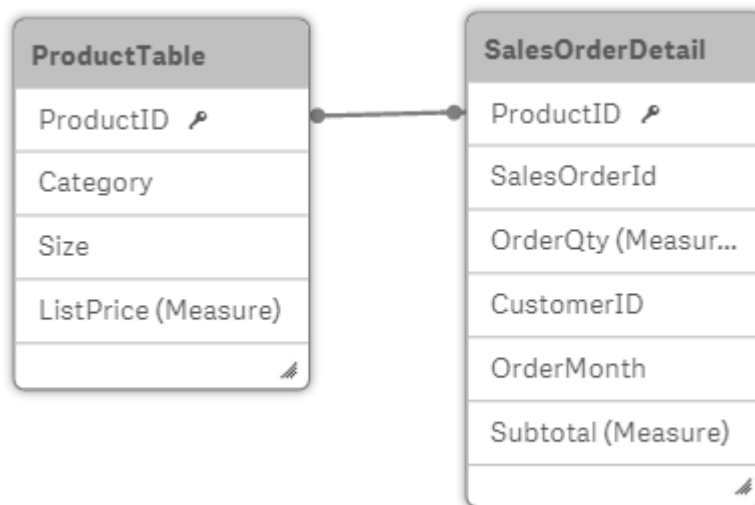 ProductTable
ProductID
Category
Size
ListPrice (Measure)
SalesOrderDetail
ProductID
SalesOrderId
OrderQty (Measur...
CustomerID
OrderMonth
Subtotal (Measure)